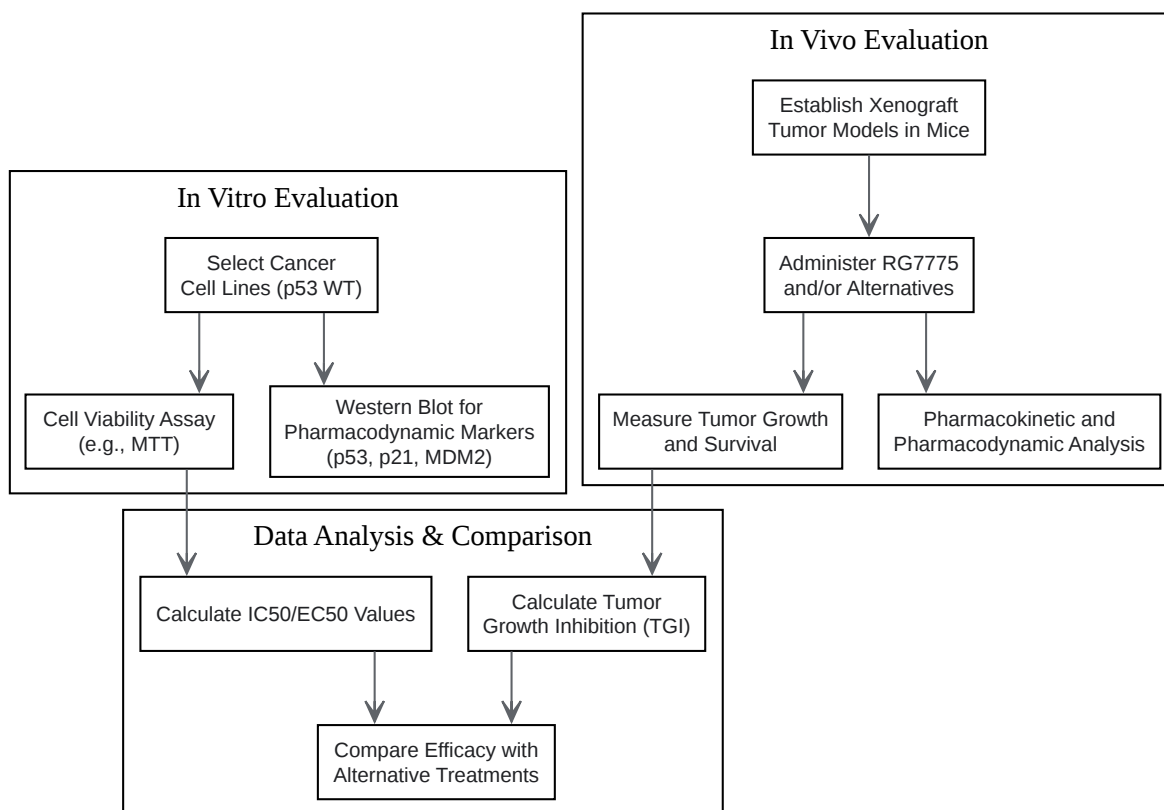 In Vivo Evaluation
Establish Xenograft
Tumor Models in Mice
Administer RG7775
and/or Alternatives
Measure Tumor Growth
and Survival
Pharmacokinetic and
Pharmacodynamic Analysis
In Vitro Evaluation
Select Cancer
Cell Lines (p53 WT)
Cell Viability Assay
(e.g., MTT)
Western Blot for
Pharmacodynamic Markers
(p53, p21, MDM2)
Data Analysis & Comparison
Calculate IC50/EC50 Values
Calculate Tumor
Growth Inhibition (TGI)
Compare Efficacy with
Alternative Treatments